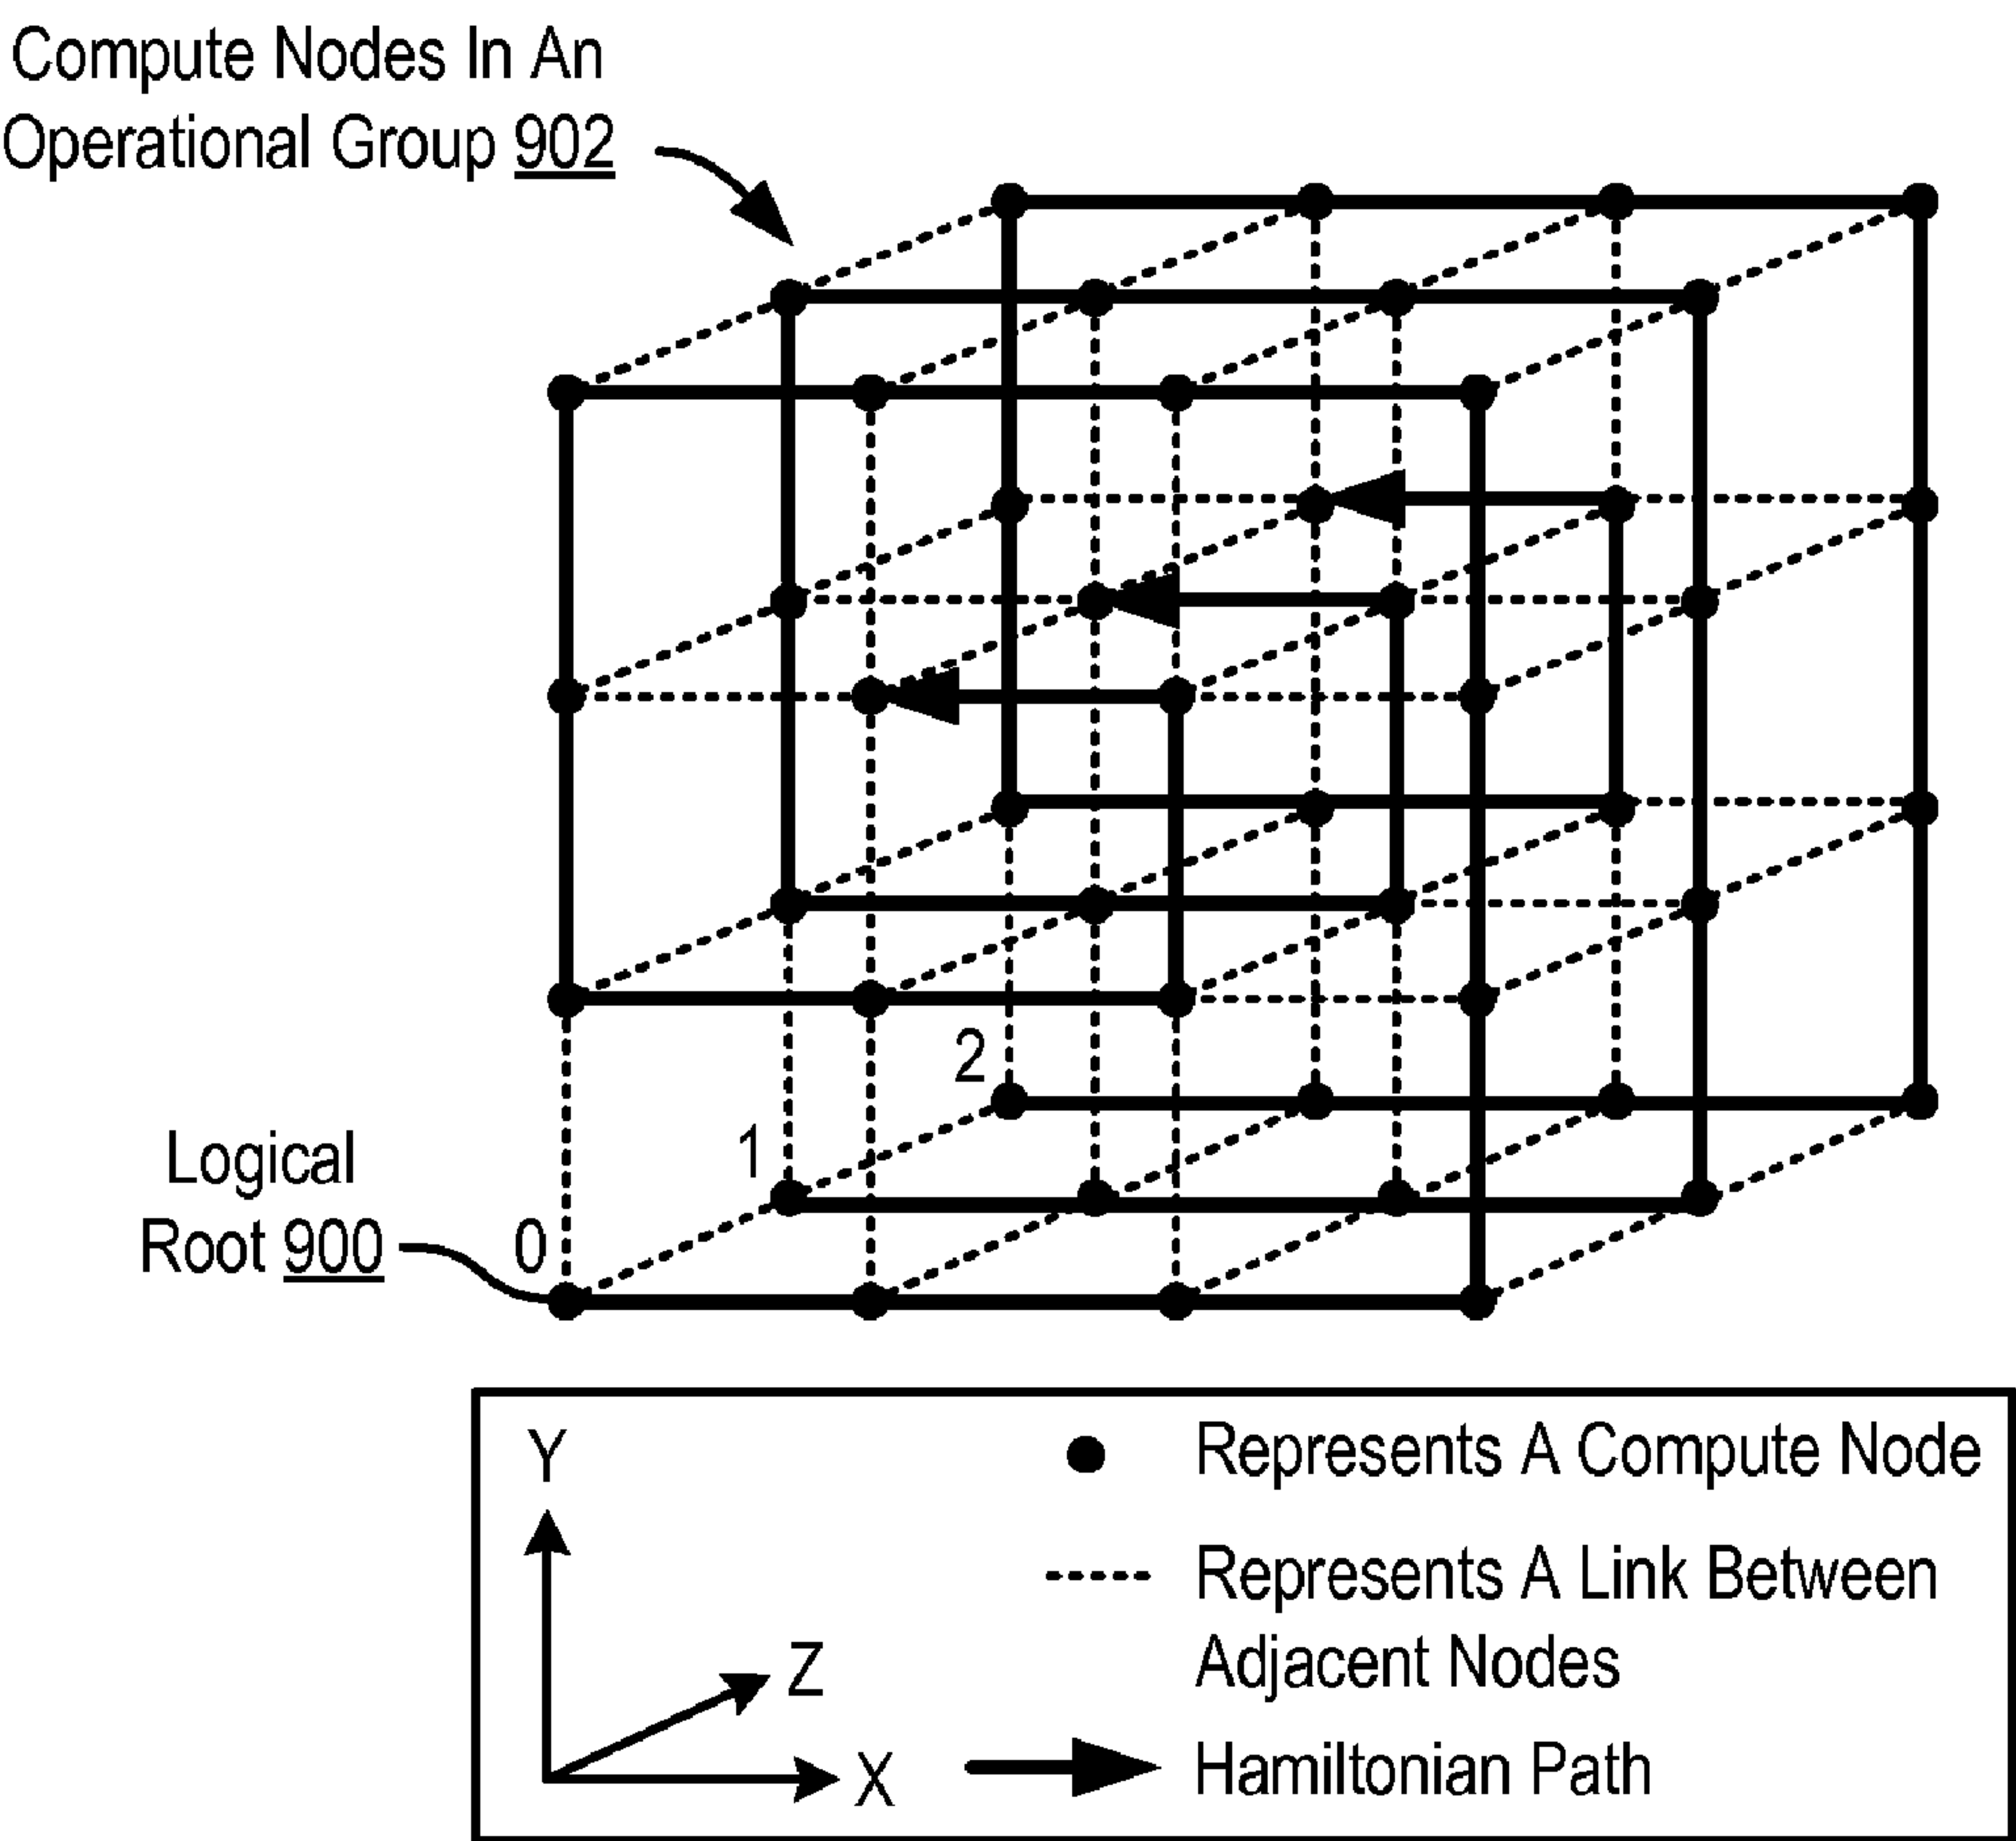 Compute Nodes In An
Operational Group 902
2
1
Logical
Root 900
0
Y
Z
X
Represents A Compute Node
Represents A Link Between
Adjacent Nodes
Hamiltonian Path